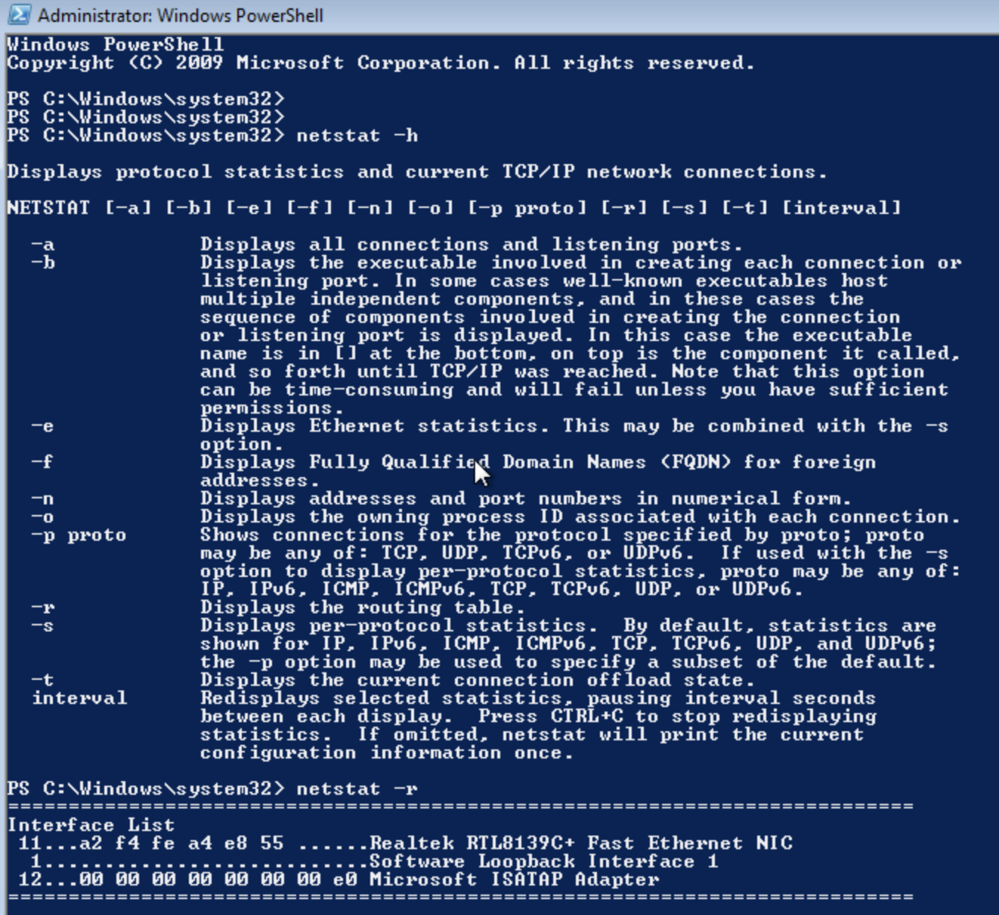 Administrator: Windows PowerShell
Windows PowerShell
Copyright (C) 2009 Microsoft Corporation. All rights reserved.
PS C:\Windows\system32>
PS C:\Windows\system32>
PS C:\Windows\system32> netstat -h
Displays protocol statistics and current TCP/IP network connections.
NETSTAT [-a] [-b] [-e] [-f] [-n] [-o] [-p proto] [-r] [-s] [-t] [interval]
  -a            Displays all connections and listening ports.
  -b            Displays the executable involved in creating each connection or
                listening port. In some cases well-known executables host
                multiple independent components, and in these cases the
                sequence of components involved in creating the connection
                or listening port is displayed. In this case the executable
                name is in [] at the bottom, on top is the component it called,
                and so forth until TCP/IP was reached. Note that this option
                can be time-consuming and will fail unless you have sufficient
                permissions.
  -e            Displays Ethernet statistics. This may be combined with the -s
                option.
  -f            Displays Fully Qualified Domain Names (FQDN) for foreign
                addresses.
  -n            Displays addresses and port numbers in numerical form.
  -o            Displays the owning process ID associated with each connection.
  -p proto      Shows connections for the protocol specified by proto; proto
                may be any of: TCP, UDP, TCPv6, or UDPv6.  If used with the -s
                option to display per-protocol statistics, proto may be any of:
                IP, IPv6, ICMP, ICMPv6, TCP, TCPv6, UDP, or UDPv6.
  -r            Displays the routing table.
  -s            Displays per-protocol statistics.  By default, statistics are
                shown for IP, IPv6, ICMP, ICMPv6, TCP, TCPv6, UDP, and UDPv6;
                the -p option may be used to specify a subset of the default.
  -t            Displays the current connection offload state.
  interval      Redisplays selected statistics, pausing interval seconds
                between each display.  Press CTRL+C to stop redisplaying
                statistics.  If omitted, netstat will print the current
                configuration information once.
PS C:\Windows\system32> netstat -r
===========================================================================
Interface List
 11...a2 f4 fe a4 e8 55 ......Realtek RTL8139C+ Fast Ethernet NIC
  1...........................Software Loopback Interface 1
 12...00 00 00 00 00 00 00 e0 Microsoft ISATAP Adapter
===========================================================================